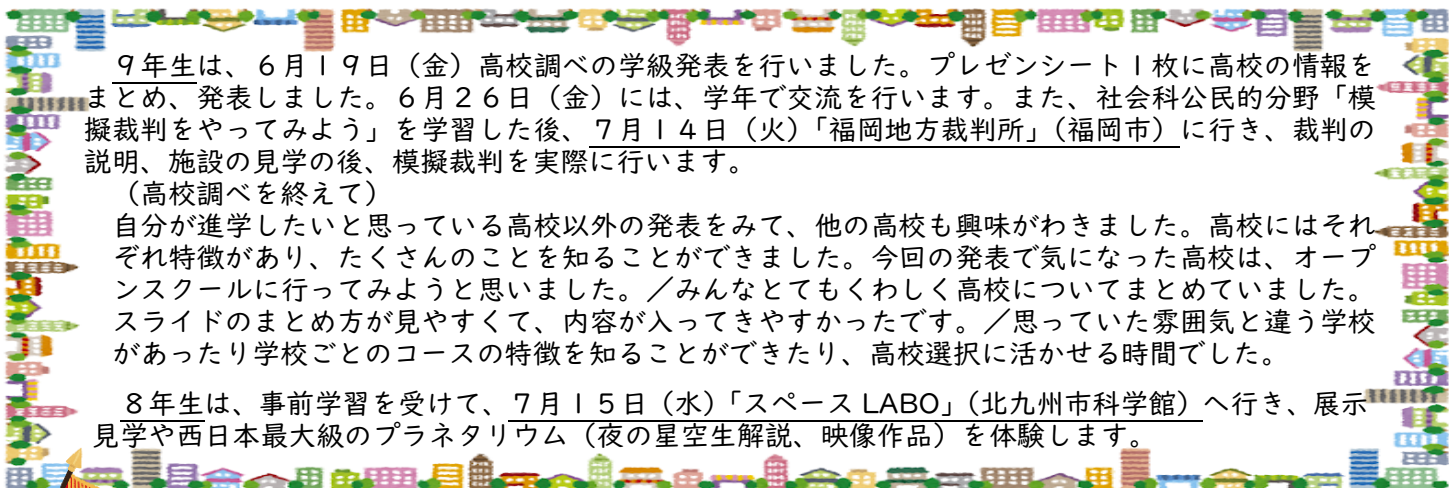 ９年生は、６月１９日（金）高校調べの学級発表を行いました。プレゼンシート１枚に高校の情報を
まとめ、発表しました。６月２６日（金）には、学年で交流を行います。また、社会科公民的分野「模
擬裁判をやってみよう」を学習した後、７月１４日（火）「福岡地方裁判所」（福岡市）に行き、裁判の
説明、施設の見学の後、模擬裁判を実際に行います。
（高校調べを終えて）
自分が進学したいと思っている高校以外の発表をみて、他の高校も興味がわきました。高校にはそれ
ぞれ特徴があり、たくさんのことを知ることができました。今回の発表で気になった高校は、オープ
ンスクールに行ってみようと思いました。／みんなとてもくわしく高校についてまとめていました。
スライドのまとめ方が見やすくて、内容が入ってきやすかったです。／思っていた雰囲気と違う学校
があったり学校ごとのコースの特徴を知ることができたり、高校選択に活かせる時間でした。
８年生は、事前学習を受けて、７月１５日（水）「スペース LABO」（北九州市科学館）へ行き、展示
見学や西日本最大級のプラネタリウム（夜の星空生解説、映像作品）を体験します。